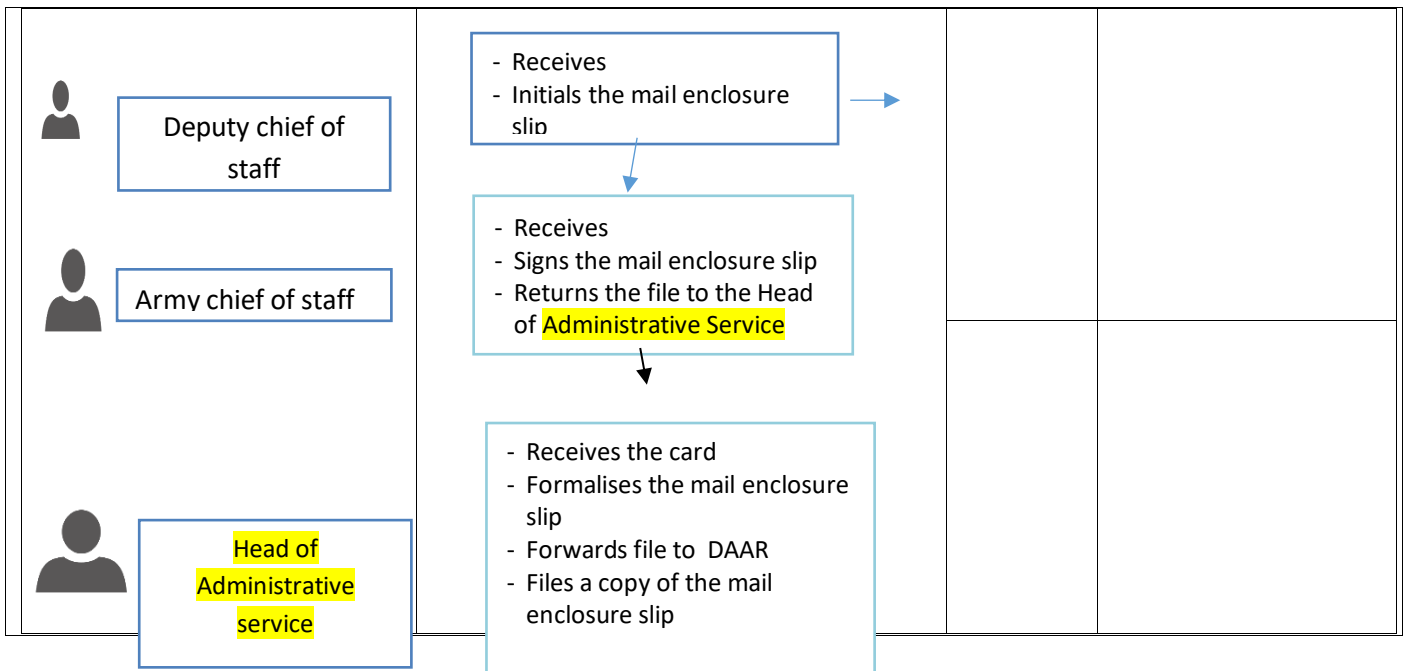 Deputy chief of
staff
- Receives
- Initials the mail enclosure
slip
Army chief of staff
- Receives
- Signs the mail enclosure slip
- Returns the file to the Head
of Administrative Service
Head of
Administrative
service
- Receives the card
- Formalises the mail enclosure
slip
- Forwards file to DAAR
- Files a copy of the mail
enclosure slip